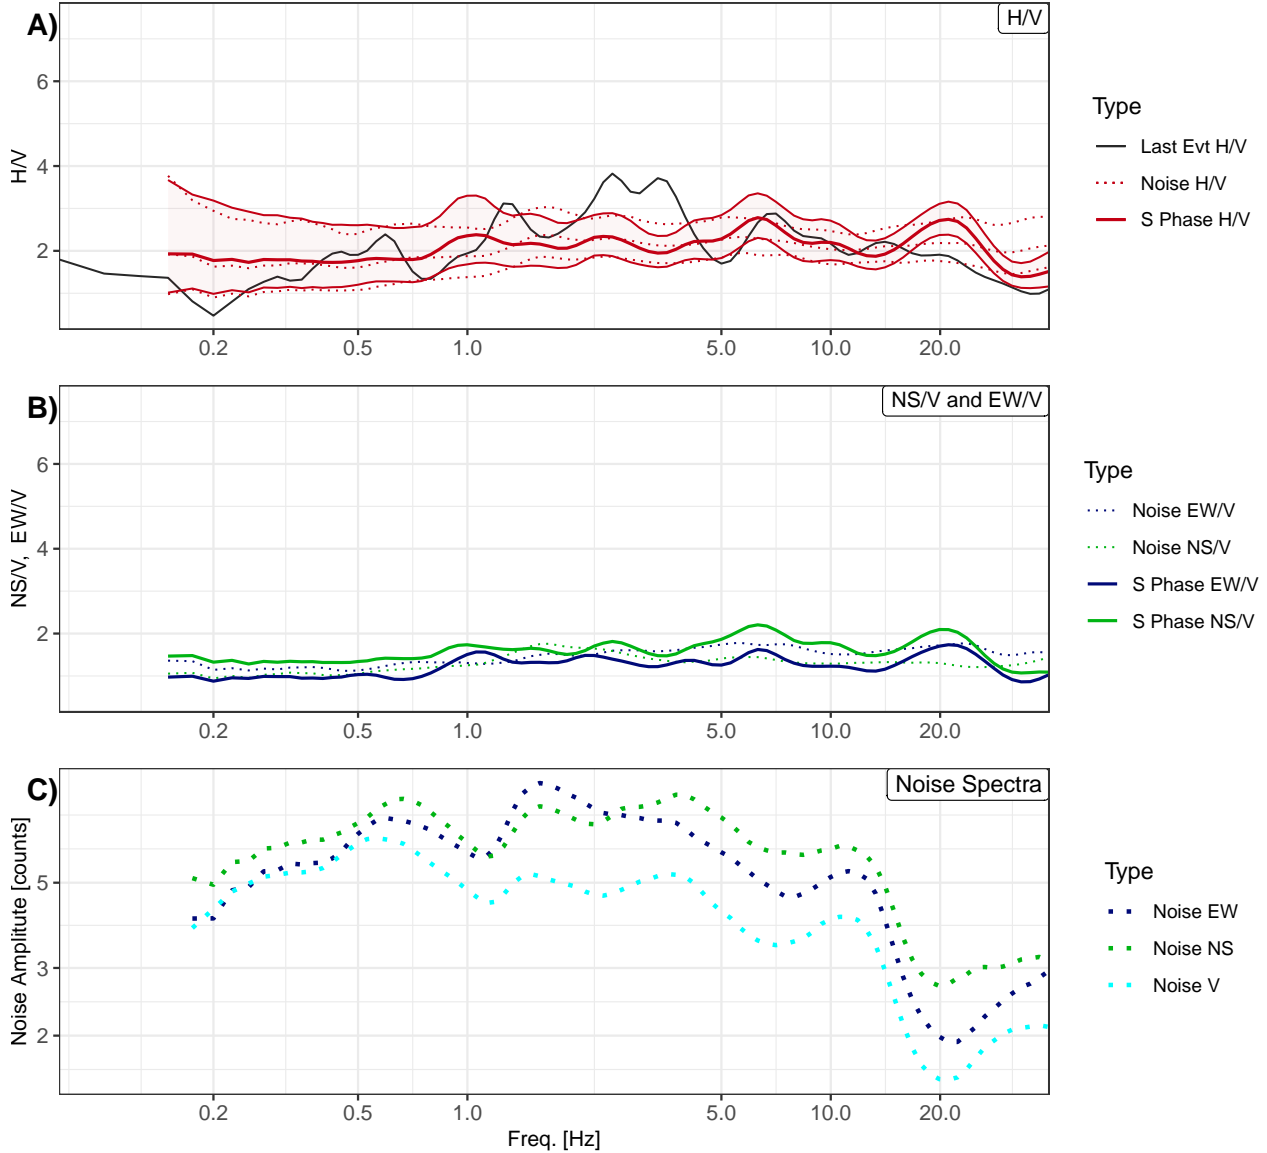 A)
H/V
6
4
2
H/V
0.2 0.5 1.0 5.0 10.0 20.0
Type
Last Evt H/V
Noise H/V
S Phase H/V
B)
NS/V and EW/V
6
4
2
NS/V, EW/V
0.2 0.5 1.0 5.0 10.0 20.0
Type
Noise EW/V
Noise NS/V
S Phase EW/V
S Phase NS/V
C)
Noise Spectra
5
3
2
Noise Amplitute [counts]
0.2 0.5 1.0 5.0 10.0 20.0
Freq. [Hz]
Type
Noise EW
Noise NS
Noise V